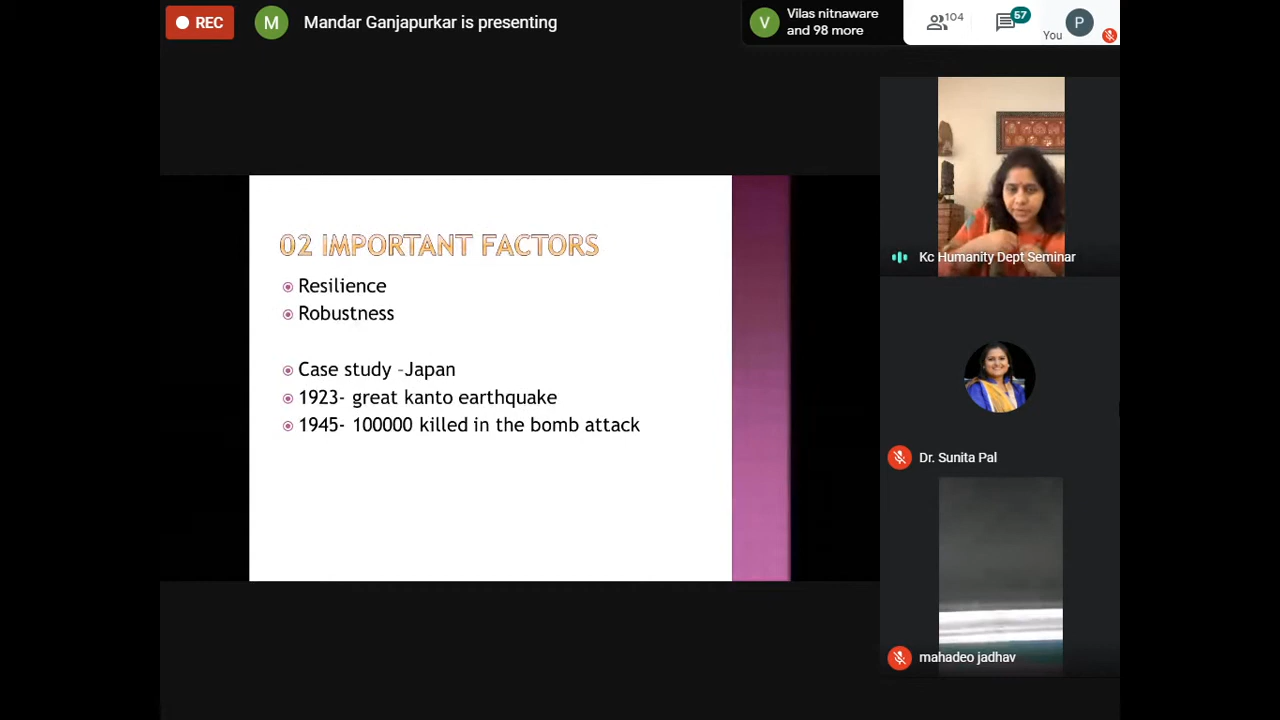 REC
M
Mandar Ganjapurkar is presenting
V
Vilas nitnaware
and 98 more
104
57
You
P
02 IMPORTANT FACTORS
Resilience
Robustness
Case study -Japan
1923- great kanto earthquake
1945- 100000 killed in the bomb attack
Kc Humanity Dept Seminar
Dr. Sunita Pal
mahadeo jadhav